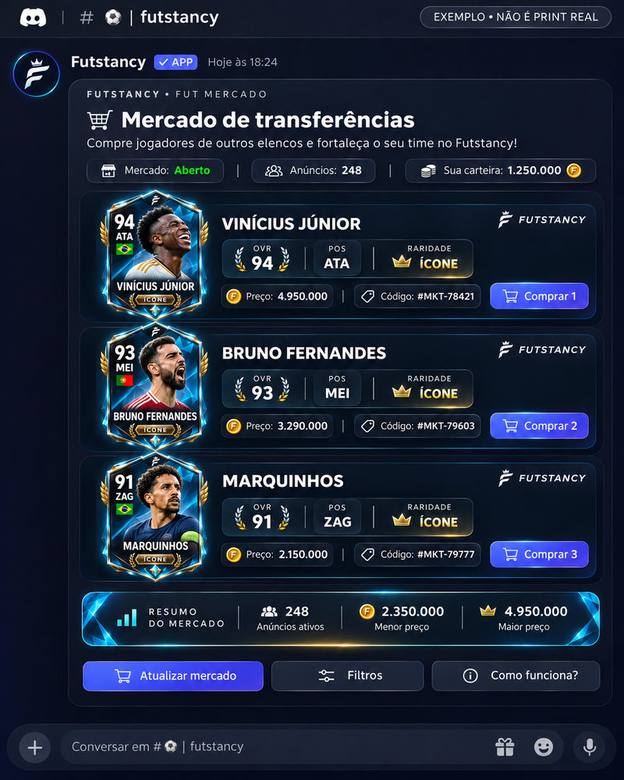 # ⚽ | futstancy
EXEMPLO • NÃO É PRINT REAL
Futstancy ✓ APP Hoje às 18:24
FUTSTANCY • FUT MERCADO
Mercado de transferências
Compre jogadores de outros elencos e fortaleça o seu time no Futstancy!
Mercado: Aberto | Anúncios: 248 | Sua carteira: 1.250.000 F
94
ATA
VINÍCIUS JÚNIOR
ÍCONE
VINÍCIUS JÚNIOR
FUTSTANCY
OVR
94
POS
ATA
RARIDADE
ÍCONE
F Preço: 4.950.000 | Código: #MKT-78421
Comprar 1
93
MEI
BRUNO FERNANDES
ÍCONE
BRUNO FERNANDES
FUTSTANCY
OVR
93
POS
MEI
RARIDADE
ÍCONE
F Preço: 3.290.000 | Código: #MKT-79603
Comprar 2
91
ZAG
MARQUINHOS
ÍCONE
MARQUINHOS
FUTSTANCY
OVR
91
POS
ZAG
RARIDADE
ÍCONE
F Preço: 2.150.000 | Código: #MKT-79777
Comprar 3
RESUMO
DO MERCADO
248
Anúncios ativos
F 2.350.000
Menor preço
4.950.000
Maior preço
Atualizar mercado
Filtros
Como funciona?
Conversar em # ⚽ | futstancy